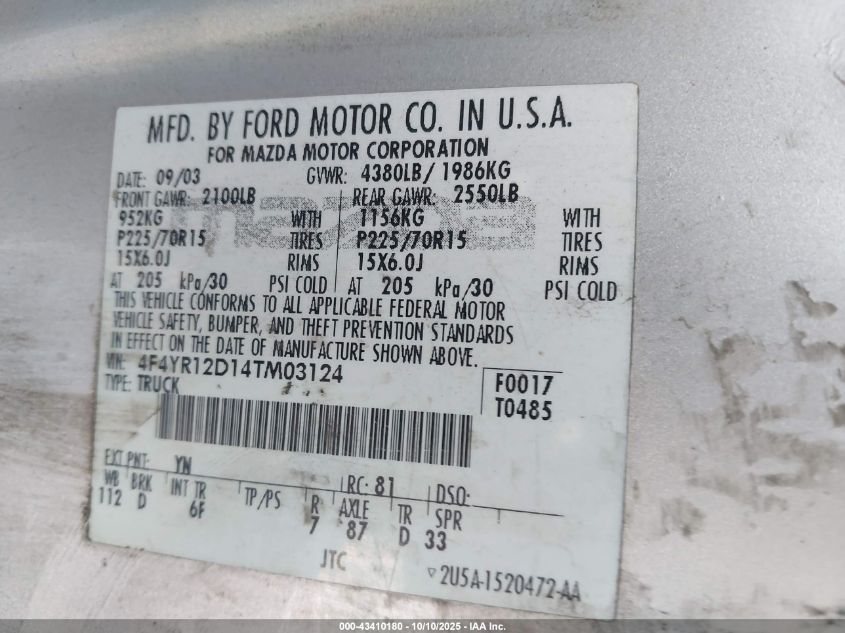 MFD. BY FORD MOTOR CO. IN U.S.A.
FOR MAZDA MOTOR CORPORATION
DATE: 09/03 GVWR: 4380LB/ 1986KG
FRONT GAWR: 2100LB REAR GAWR: 2550LB
952KG WITH 1156KG WITH
P225/70R15 TIRES P225/70R15 TIRES
15X6.0J RIMS 15X6.0J RIMS
AT 205 kPa/30 PSI COLD AT 205 kPa/30 PSI COLD
THIS VEHICLE CONFORMS TO ALL APPLICABLE FEDERAL MOTOR
VEHICLE SAFETY, BUMPER, AND THEFT PREVENTION STANDARDS
IN EFFECT ON THE DATE OF MANUFACTURE SHOWN ABOVE.
VIN: 4F4YR12D14TM03124
TYPE: TRUCK
F0017
T0485
EXT PNT: YN RC: 81 DSO:
WB BRK INT TR TP/PS R AXLE TR SPR
112 D 6F 7 87 D 33
JTC
2U5A-1520472-AA
mazda
000-43410180 - 10/10/2025 - IAA Inc.